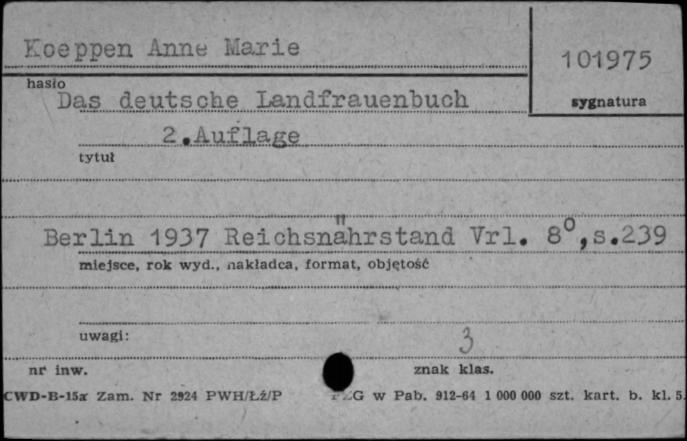 Koeppen Anne Marie
101975
hasło
Das deutsche Landfrauenbuch
sygnatura
2.Auflage
tytuł
Berlin 1937 Reichsnährstand Vrl. 8⁰,s.239
miejsce, rok wyd., nakładca, format, objętość
uwagi:
3
nr inw.
znak klas.
CWD-B-15a Zam. Nr 2924 PWH/Łż/P G w Pab. 912-64 1 000 000 szt. kart. b. kl. 5.